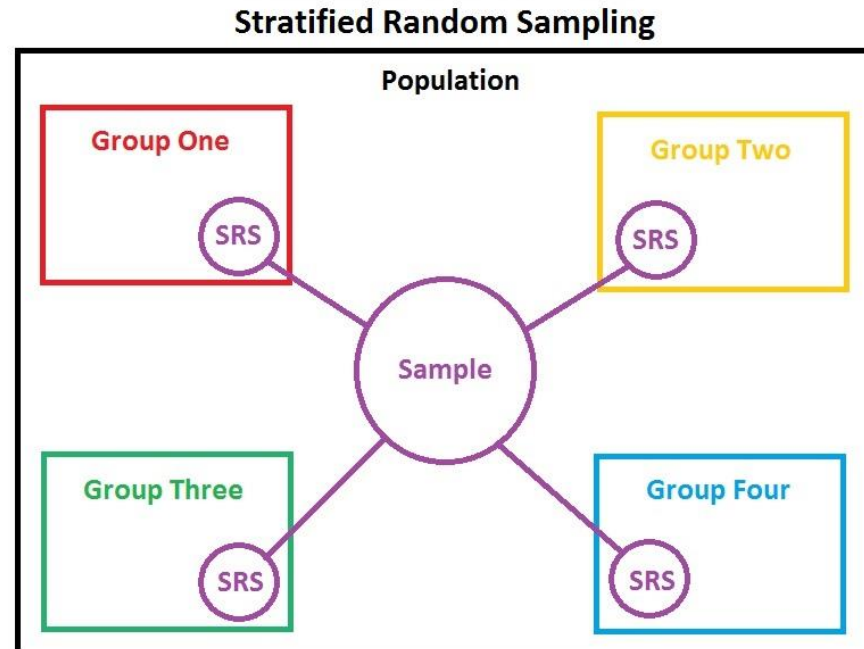 Stratified Random Sampling
Population
Group One
SRS
Group Two
SRS
Sample
Group Three
SRS
Group Four
SRS